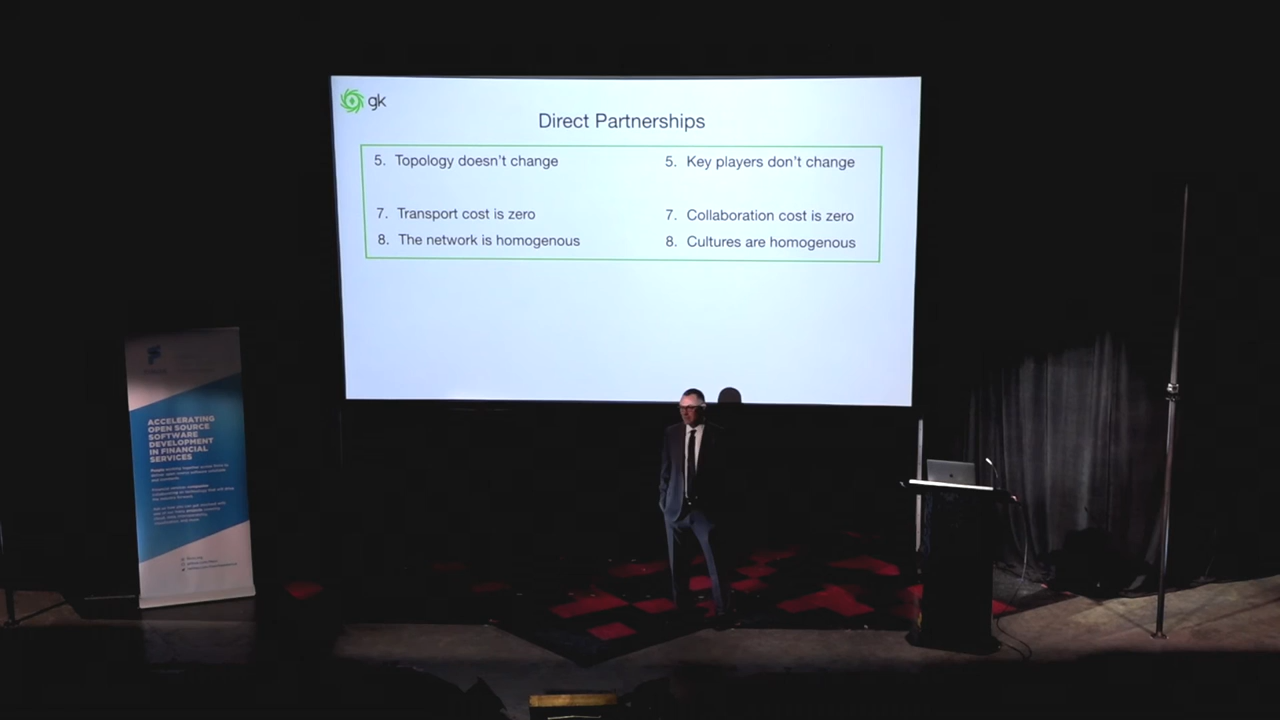 gk
Direct Partnerships
5. Topology doesn't change
5. Key players don't change
7. Transport cost is zero
7. Collaboration cost is zero
8. The network is homogenous
8. Cultures are homogenous
ACCELERATING
OPEN SOURCE
SOFTWARE
DEVELOPMENT
IN FINANCIAL
SERVICES